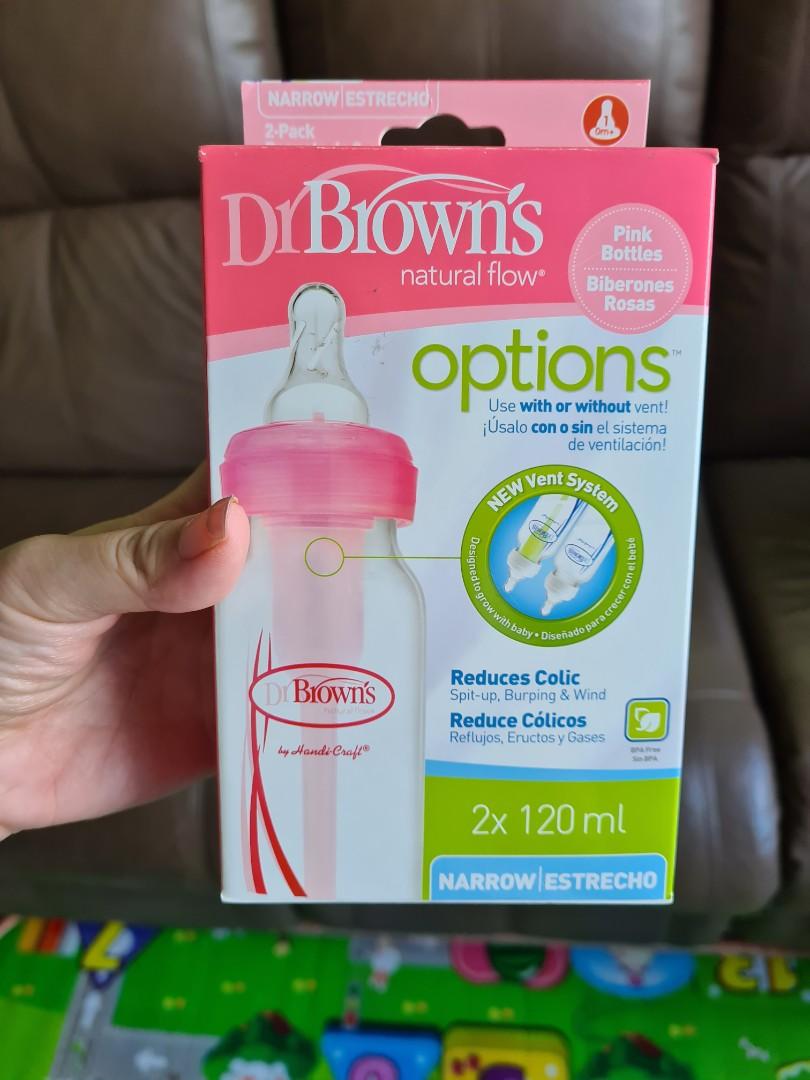 NARROW|ESTRECHO
2-Pack
1
0m+
Dr Brown's
natural flow®
Pink
Bottles
Biberones
Rosas
options™
Use with or without vent!
¡Úsalo con o sin el sistema
de ventilación!
NEW Vent System
Designed to grow with baby • Diseñado para crecer con el bebé
Reduces Colic
Spit-up, Burping & Wind
Reduce Cólicos
Reflujos, Eructos y Gases
BPA Free
Sin BPA
Dr Brown's
natural flow®
by Handi-Craft®
2x 120 ml
NARROW|ESTRECHO